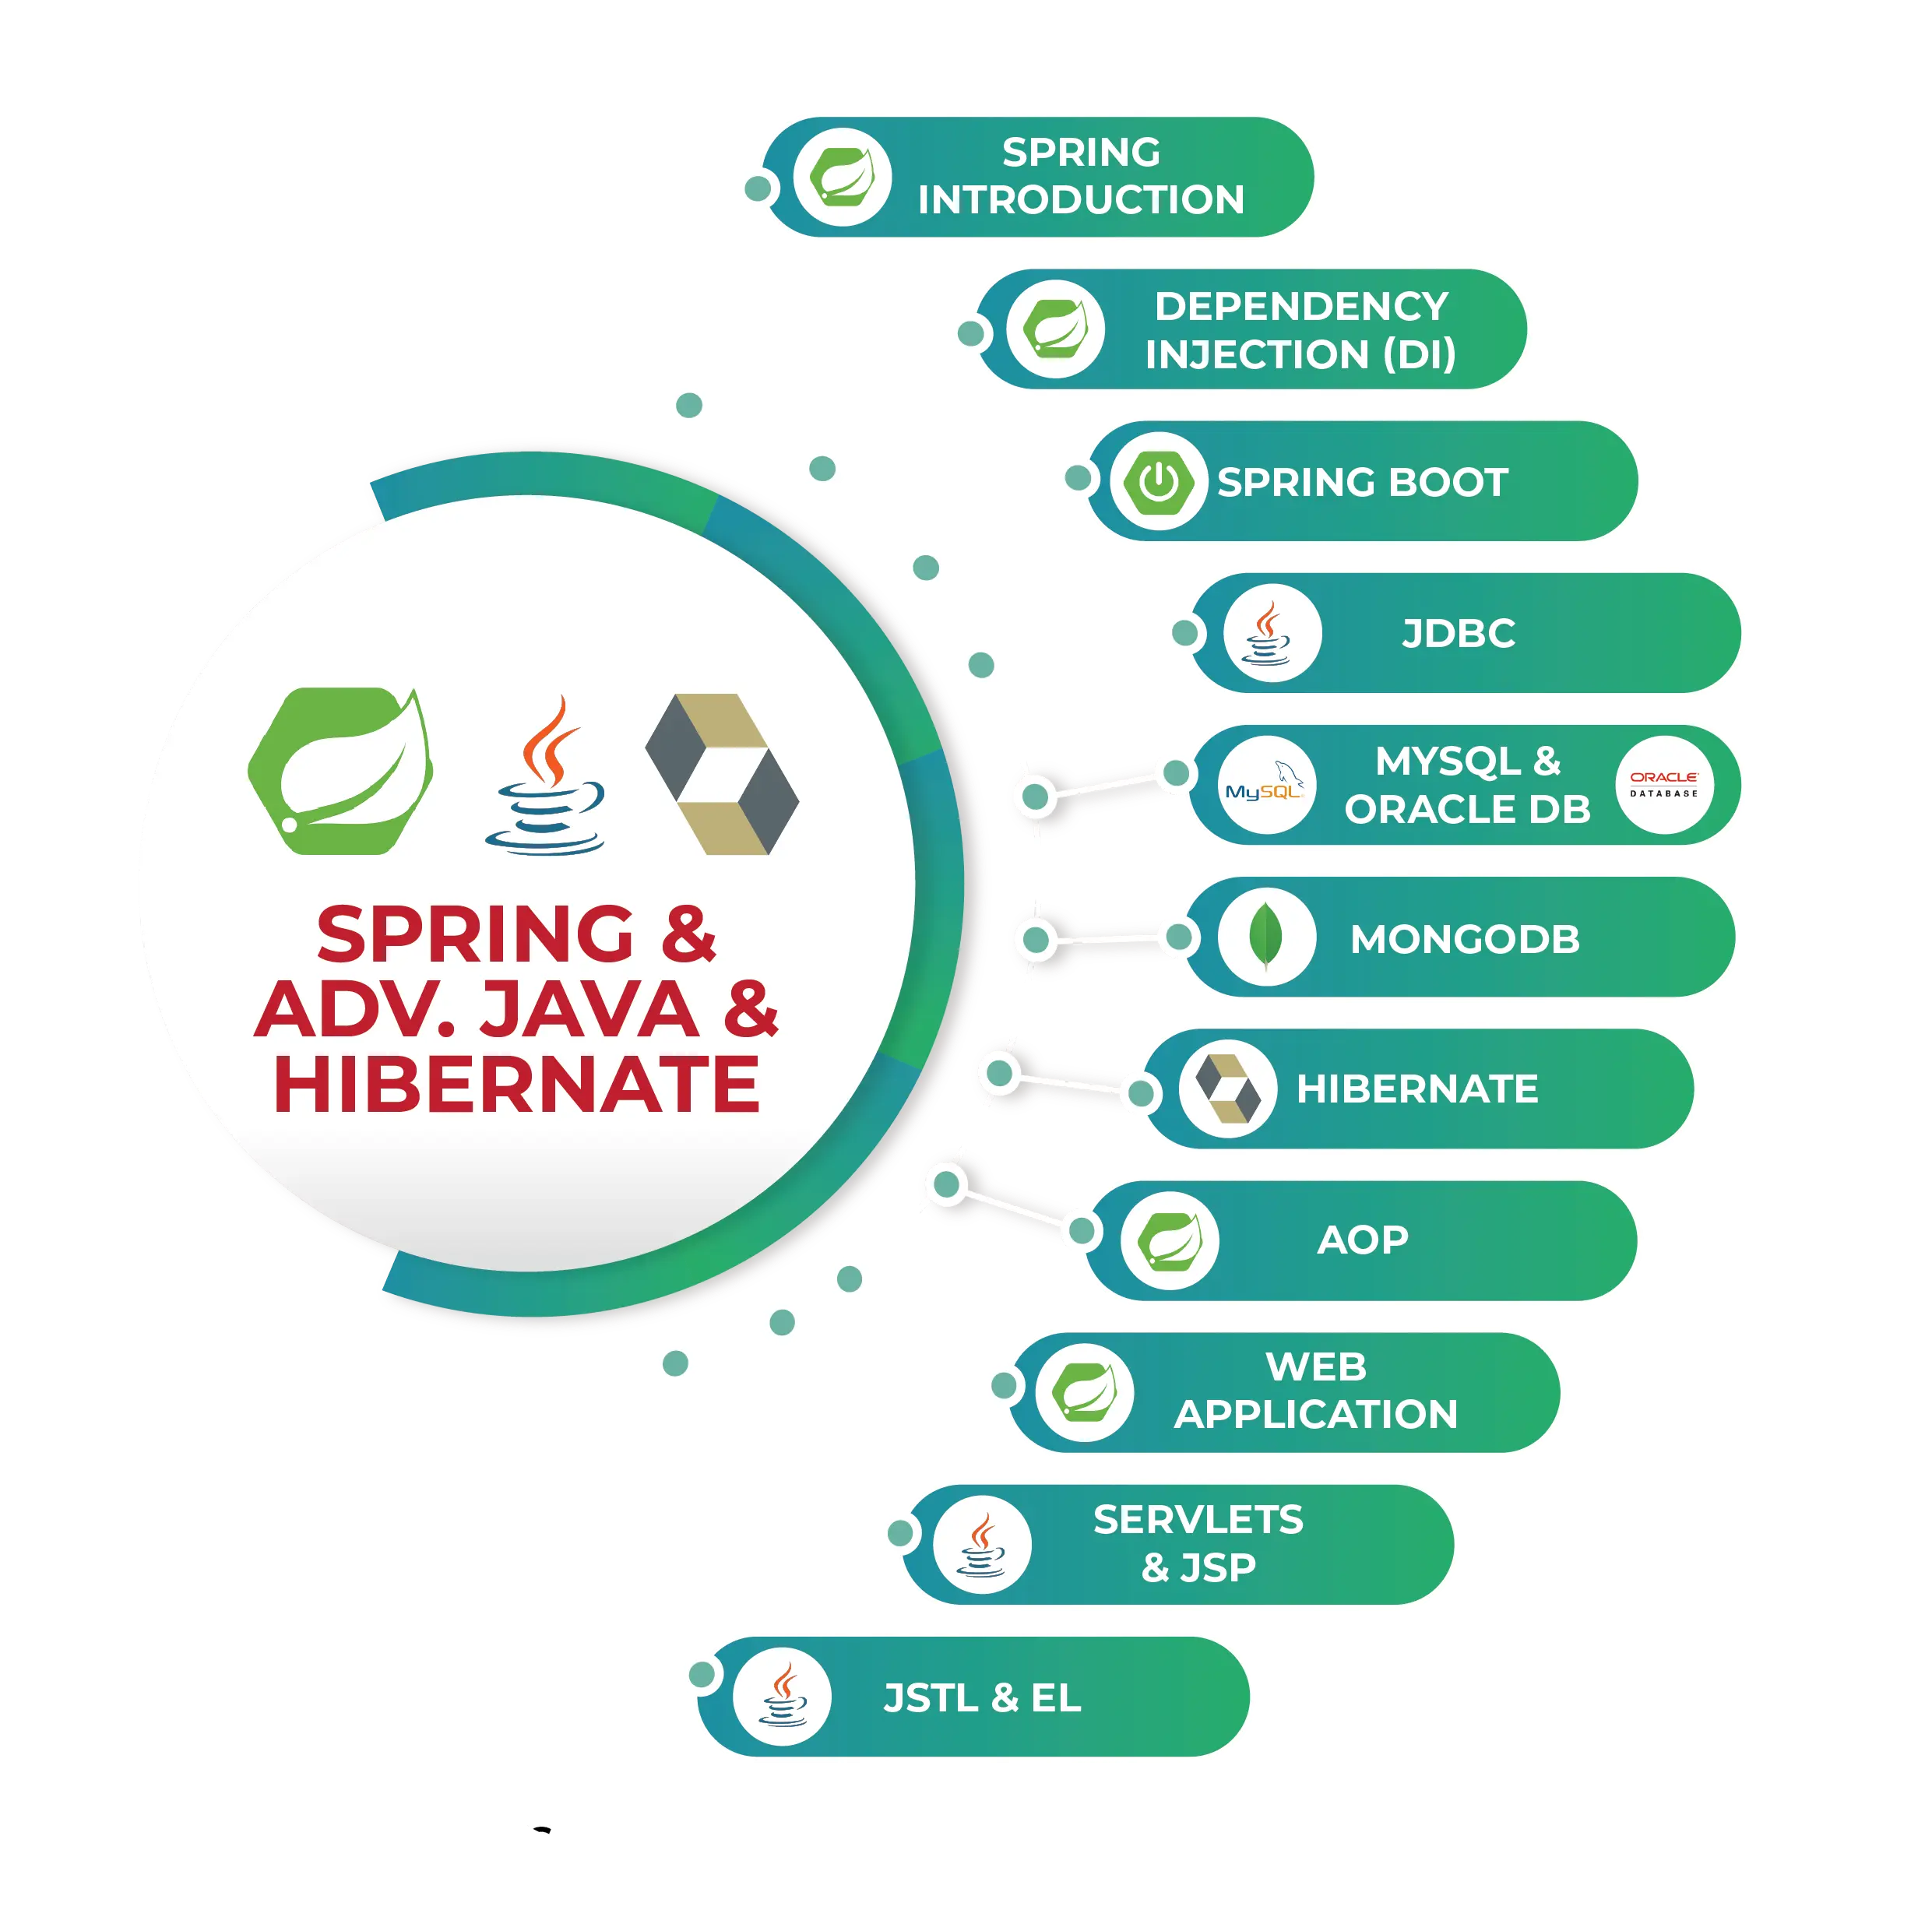 SPRING
INTRODUCTION
DEPENDENCY
INJECTION (DI)
SPRING BOOT
JDBC
MySQL
MYSQL &
ORACLE DB
ORACLE
DATABASE
MONGODB
HIBERNATE
AOP
WEB
APPLICATION
SERVLETS
& JSP
JSTL & EL
SPRING &
ADV. JAVA &
HIBERNATE